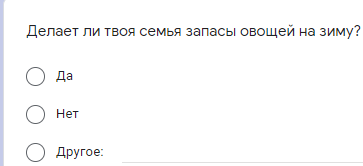 Делает ли твоя семья запасы овощей на зиму?
Да
Нет
Другое: